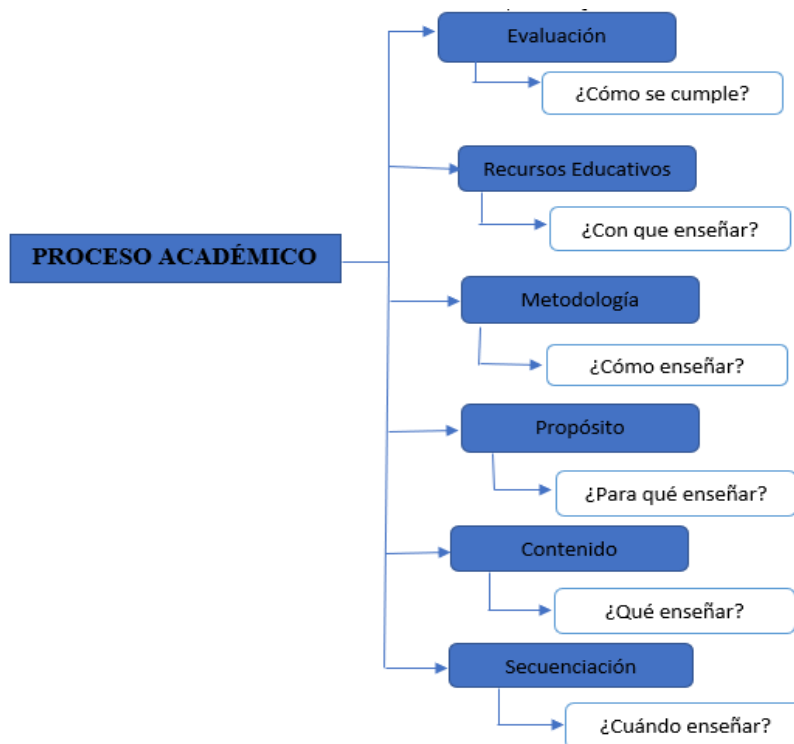 Evaluación
¿Cómo se cumple?
Recursos Educativos
¿Con que enseñar?
PROCESO ACADÉMICO
Metodología
¿Cómo enseñar?
Propósito
¿Para qué enseñar?
Contenido
¿Qué enseñar?
Secuenciación
¿Cuándo enseñar?